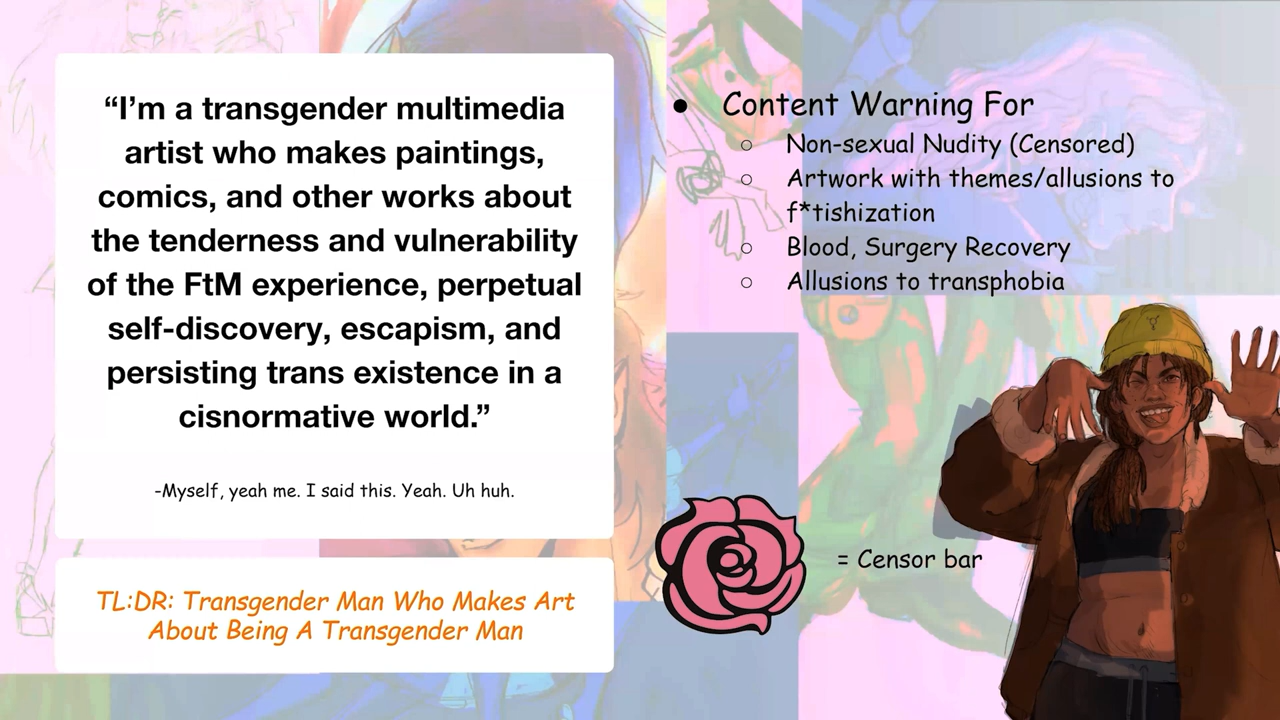 “I’m a transgender multimedia
artist who makes paintings,
comics, and other works about
the tenderness and vulnerability
of the FtM experience, perpetual
self-discovery, escapism, and
persisting trans existence in a
cisnormative world.”
-Myself, yeah me. I said this. Yeah. Uh huh.
TL:DR: Transgender Man Who Makes Art
About Being A Transgender Man
● Content Warning For
○ Non-sexual Nudity (Censored)
○ Artwork with themes/allusions to
f*tishization
○ Blood, Surgery Recovery
○ Allusions to transphobia
= Censor bar